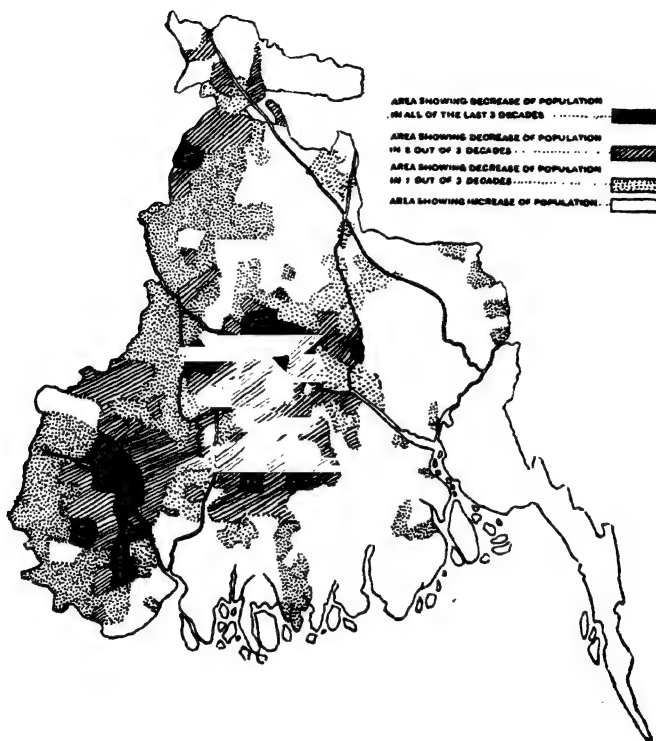 AREA SHOWING DECREASE OF POPULATION
IN ALL OF THE LAST 3 DECADES
AREA SHOWING DECREASE OF POPULATION
IN 2 OUT OF 3 DECADES
AREA SHOWING DECREASE OF POPULATION
IN 1 OUT OF 3 DECADES
AREA SHOWING INCREASE OF POPULATION